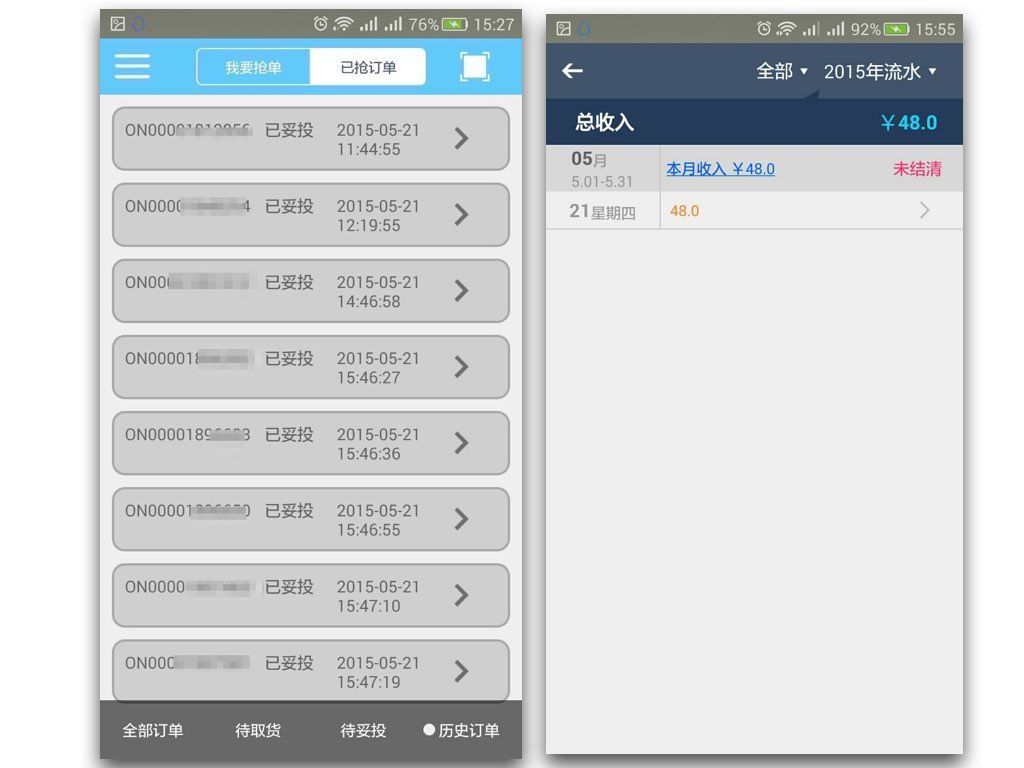 76% 15:27
我要抢单 已抢订单
已妥投 2015-05-21
11:44:55
已妥投 2015-05-21
12:19:55
已妥投 2015-05-21
14:46:58
已妥投 2015-05-21
15:46:27
已妥投 2015-05-21
15:46:36
已妥投 2015-05-21
15:46:55
已妥投 2015-05-21
15:47:10
已妥投 2015-05-21
15:47:19
全部订单 待取货 待妥投 历史订单
92% 15:55
全部 2015年流水
总收入 ￥48.0
05月
5.01-5.31
本月收入 ￥48.0 未结清
21星期四 48.0